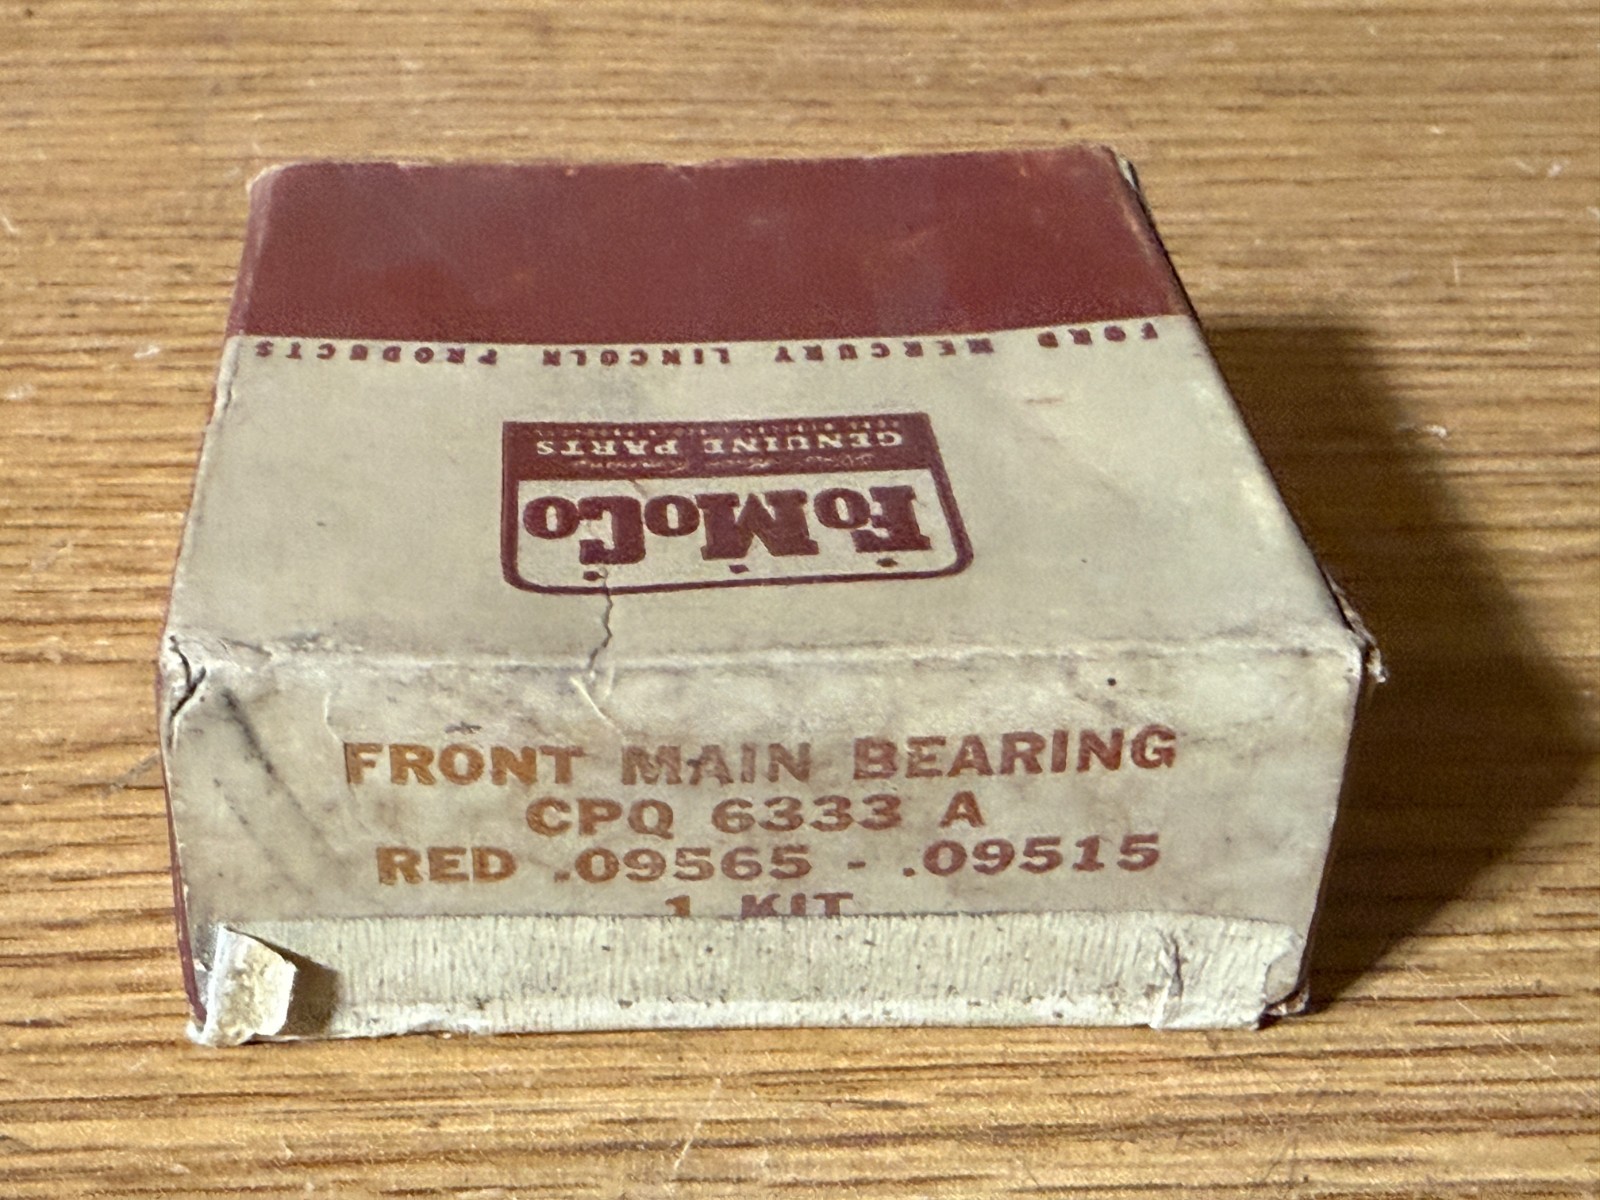 FORD MERCURY LINCOLN PRODUCTS
FoMoCo
GENUINE PARTS
FRONT MAIN BEARING
CPQ 6333 A
RED .09565 - .09515
1 KIT